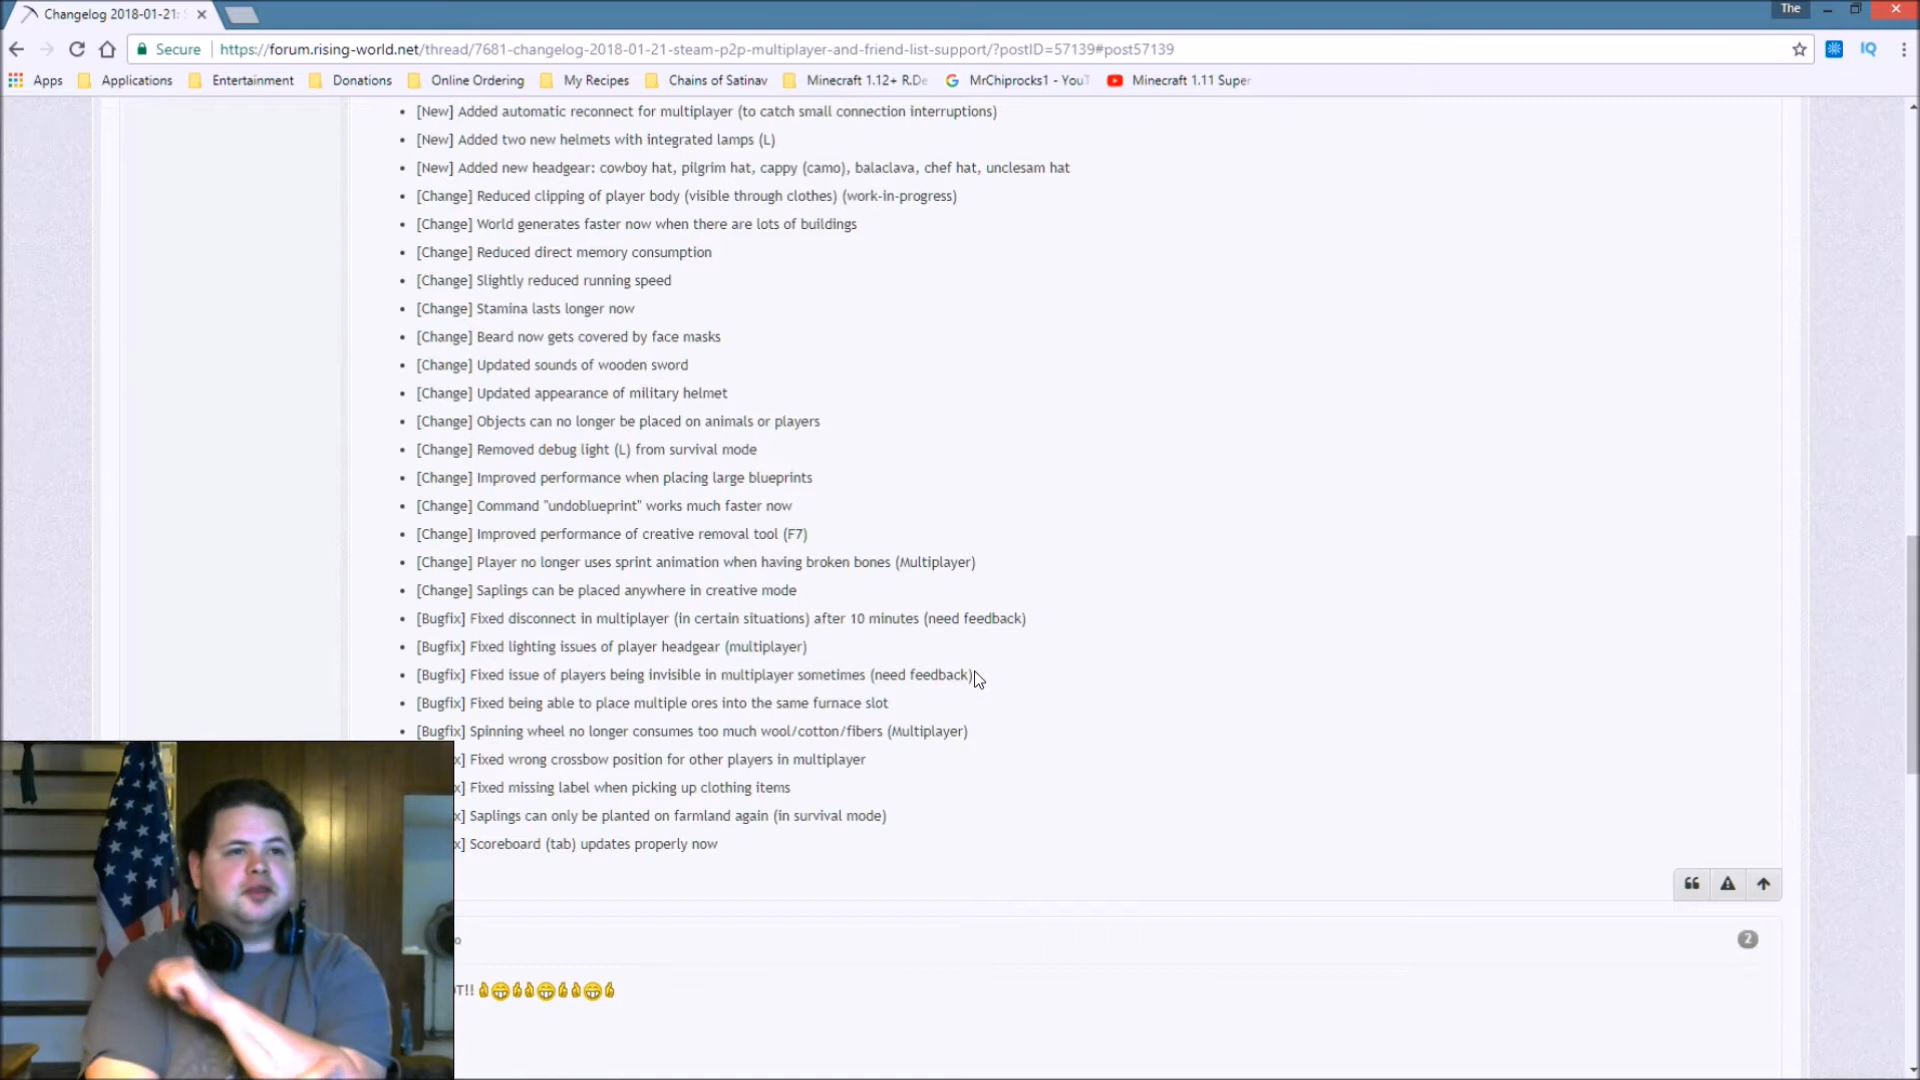 Changelog 2018-01-21:
The
Secure https://forum.rising-world.net/thread/7681-changelog-2018-01-21-steam-p2p-multiplayer-and-friend-list-support/?postID=57139#post57139
IQ
Apps Applications Entertainment Donations Online Ordering My Recipes Chains of Satinav Minecraft 1.12+ R.De MrChiprocks1 - YouT Minecraft 1.11 Super
• [New] Added automatic reconnect for multiplayer (to catch small connection interruptions)
• [New] Added two new helmets with integrated lamps (L)
• [New] Added new headgear: cowboy hat, pilgrim hat, cappy (camo), balaclava, chef hat, unclesam hat
• [Change] Reduced clipping of player body (visible through clothes) (work-in-progress)
• [Change] World generates faster now when there are lots of buildings
• [Change] Reduced direct memory consumption
• [Change] Slightly reduced running speed
• [Change] Stamina lasts longer now
• [Change] Beard now gets covered by face masks
• [Change] Updated sounds of wooden sword
• [Change] Updated appearance of military helmet
• [Change] Objects can no longer be placed on animals or players
• [Change] Removed debug light (L) from survival mode
• [Change] Improved performance when placing large blueprints
• [Change] Command "undoblueprint" works much faster now
• [Change] Improved performance of creative removal tool (F7)
• [Change] Player no longer uses sprint animation when having broken bones (Multiplayer)
• [Change] Saplings can be placed anywhere in creative mode
• [Bugfix] Fixed disconnect in multiplayer (in certain situations) after 10 minutes (need feedback)
• [Bugfix] Fixed lighting issues of player headgear (multiplayer)
• [Bugfix] Fixed issue of players being invisible in multiplayer sometimes (need feedback)
• [Bugfix] Fixed being able to place multiple ores into the same furnace slot
• [Bugfix] Spinning wheel no longer consumes too much wool/cotton/fibers (Multiplayer)
x] Fixed wrong crossbow position for other players in multiplayer
x] Fixed missing label when picking up clothing items
x] Saplings can only be planted on farmland again (in survival mode)
x] Scoreboard (tab) updates properly now
o 2
T!!